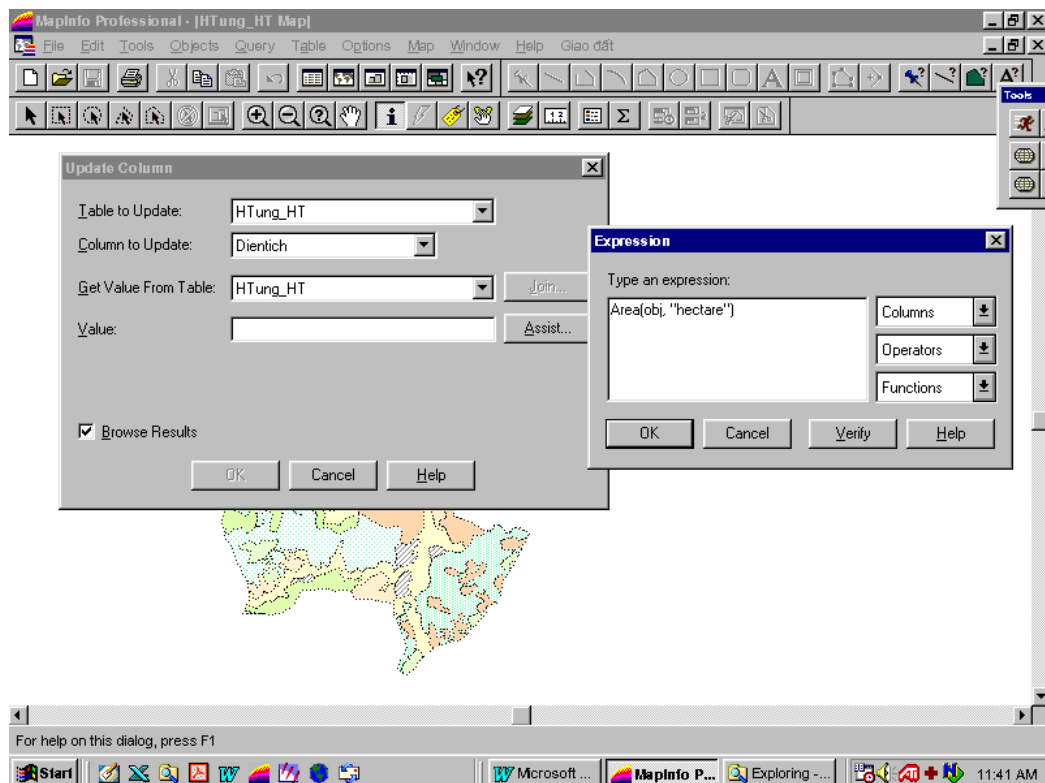 MapInfo Professional - [HTung_HT Map]
File Edit Tools Objects Query Table Options Map Window Help Giao đất
Tools
Update Column
Table to Update: HTung_HT
Column to Update: Dientich
Get Value From Table: HTung_HT Join...
Value: Assist...
Browse Results
OK Cancel Help
Expression
Type an expression:
Area(obj, "hectare")
Columns
Operators
Functions
OK Cancel Verify Help
For help on this dialog, press F1
Start Microsoft ... MapInfo P... Exploring -... 11:41 AM